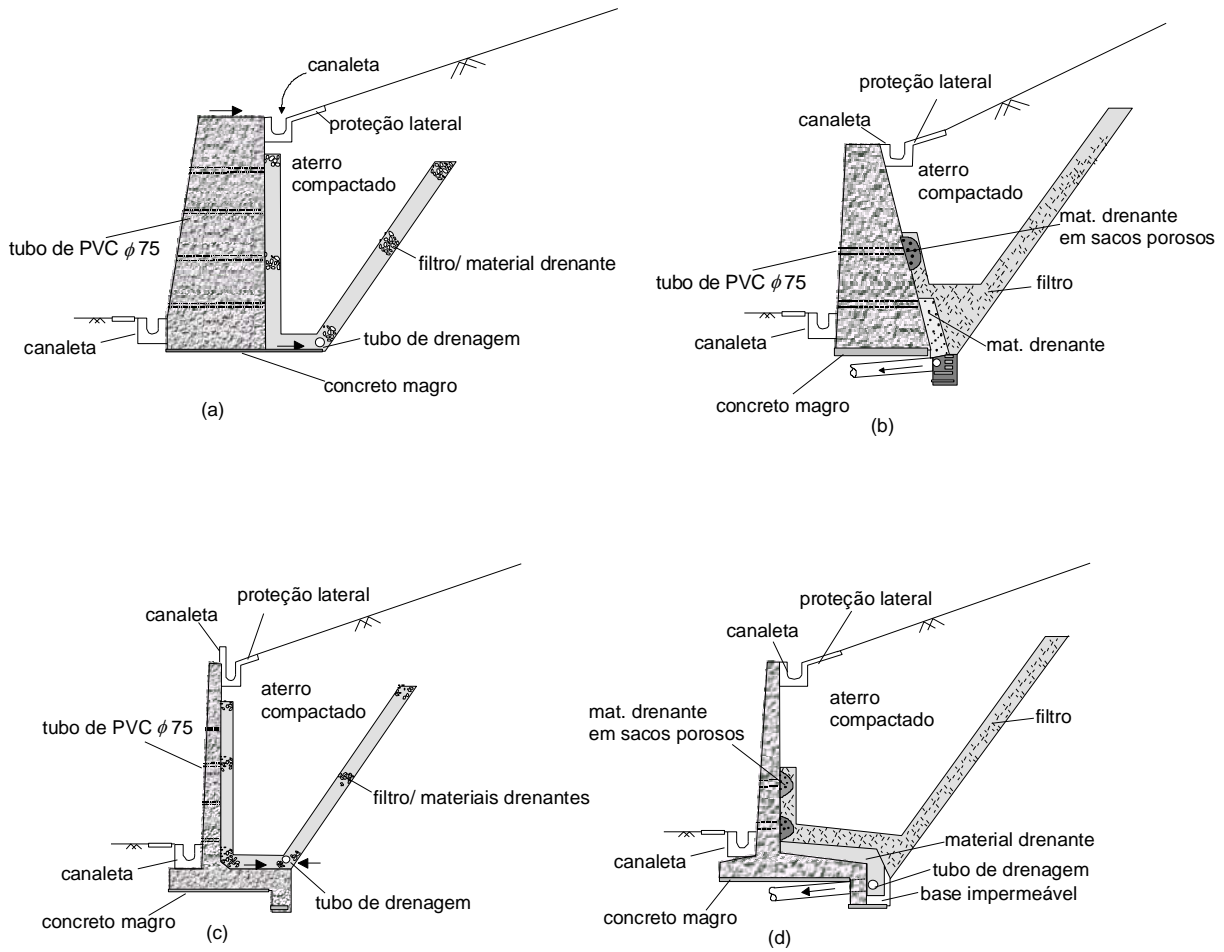 canaleta
proteção lateral
aterro
compactado
tubo de PVC ϕ 75
filtro/ material drenante
canaleta
tubo de drenagem
concreto magro
(a)
proteção lateral
canaleta
aterro
compactado
mat. drenante
em sacos porosos
tubo de PVC ϕ 75
filtro
canaleta
mat. drenante
concreto magro
(b)
canaleta
proteção lateral
aterro
compactado
tubo de PVC ϕ 75
filtro/ materiais drenantes
canaleta
tubo de drenagem
concreto magro
(c)
proteção lateral
canaleta
aterro
compactado
mat. drenante
em sacos porosos
filtro
canaleta
material drenante
tubo de drenagem
base impermeável
concreto magro
(d)